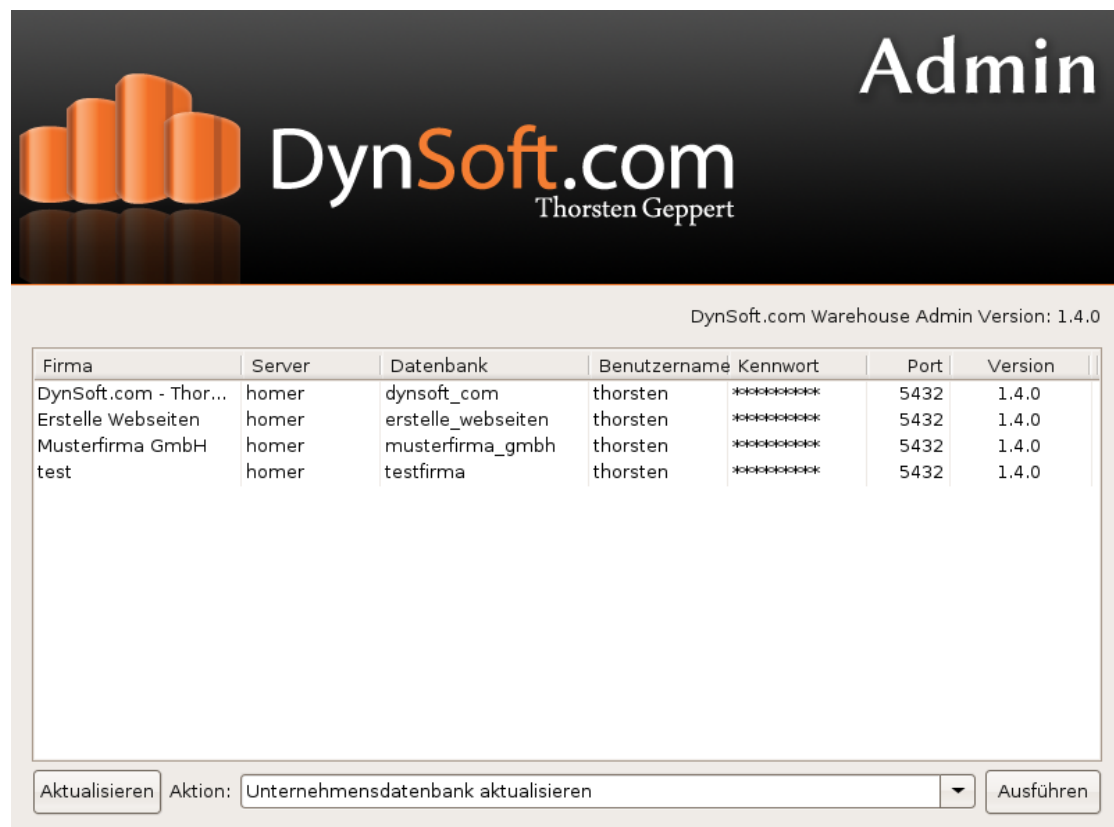 Admin
DynSoft.com
Thorsten Geppert
DynSoft.com Warehouse Admin Version: 1.4.0
Firma Server Datenbank Benutzername Kennwort Port Version
DynSoft.com - Thor... homer dynsoft_com thorsten ********* 5432 1.4.0
Erstelle Webseiten homer erstelle_webseiten thorsten ********* 5432 1.4.0
Musterfirma GmbH homer musterfirma_gmbh thorsten ********* 5432 1.4.0
test homer testfirma thorsten ********* 5432 1.4.0
Aktualisieren Aktion: Unternehmensdatenbank aktualisieren Ausführen